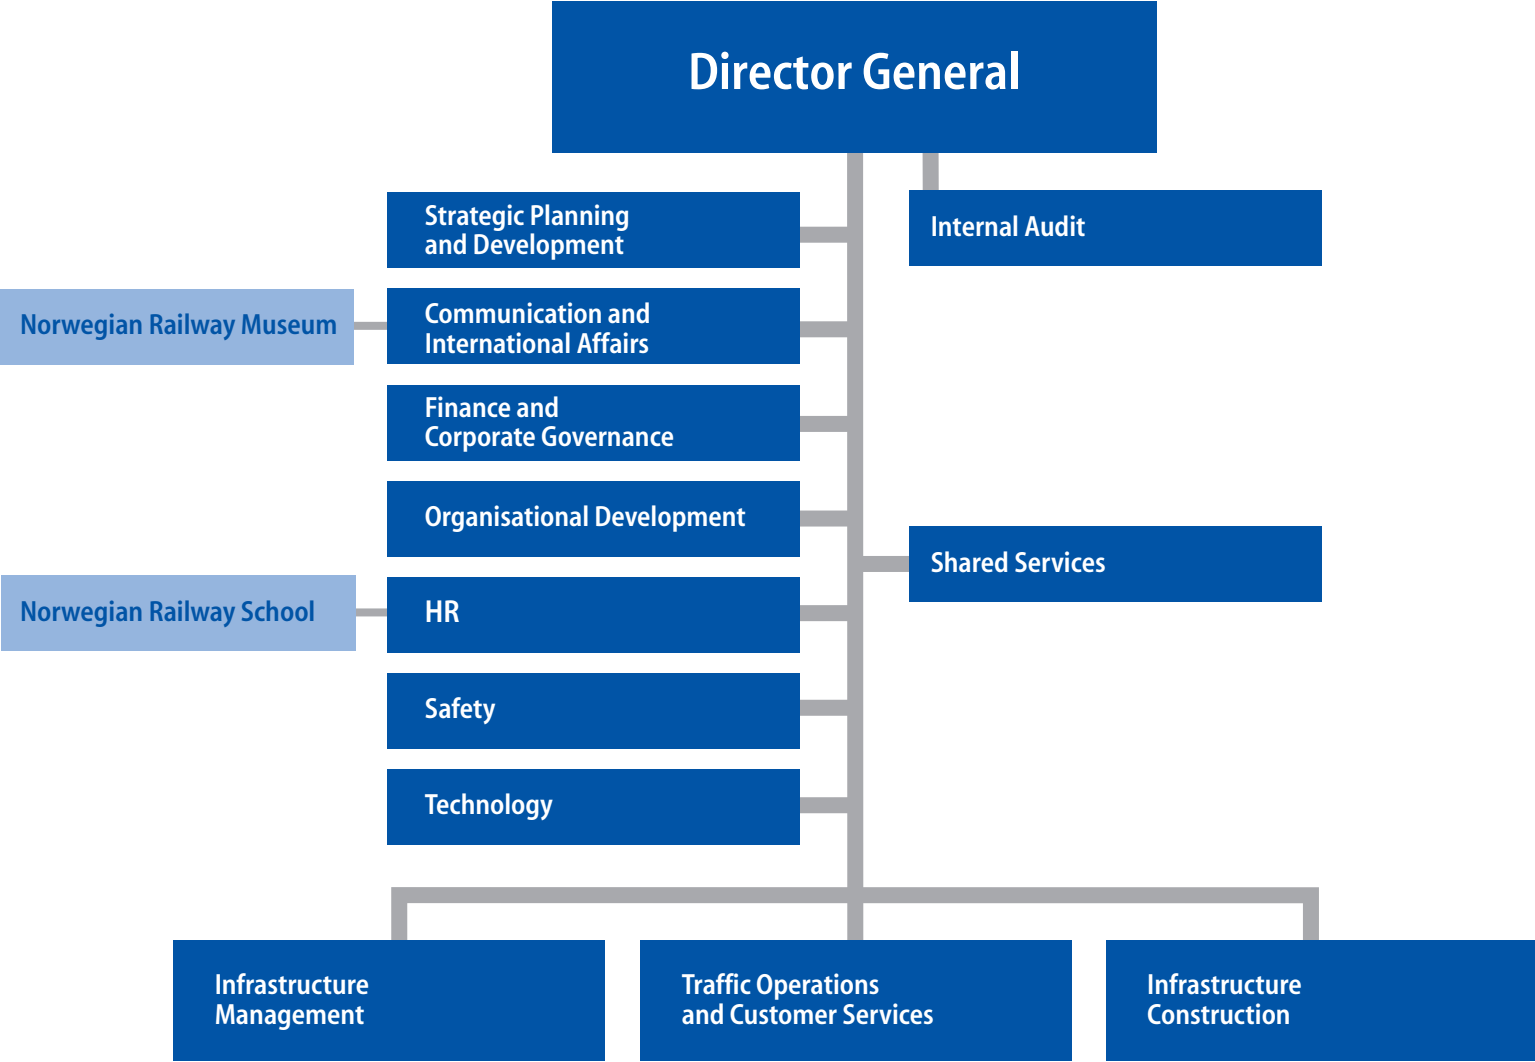 Director General
Strategic Planning
and Development
Internal Audit
Norwegian Railway Museum
Communication and
International Affairs
Finance and
Corporate Governance
Organisational Development
Shared Services
Norwegian Railway School
HR
Safety
Technology
Infrastructure
Management
Traffic Operations
and Customer Services
Infrastructure
Construction